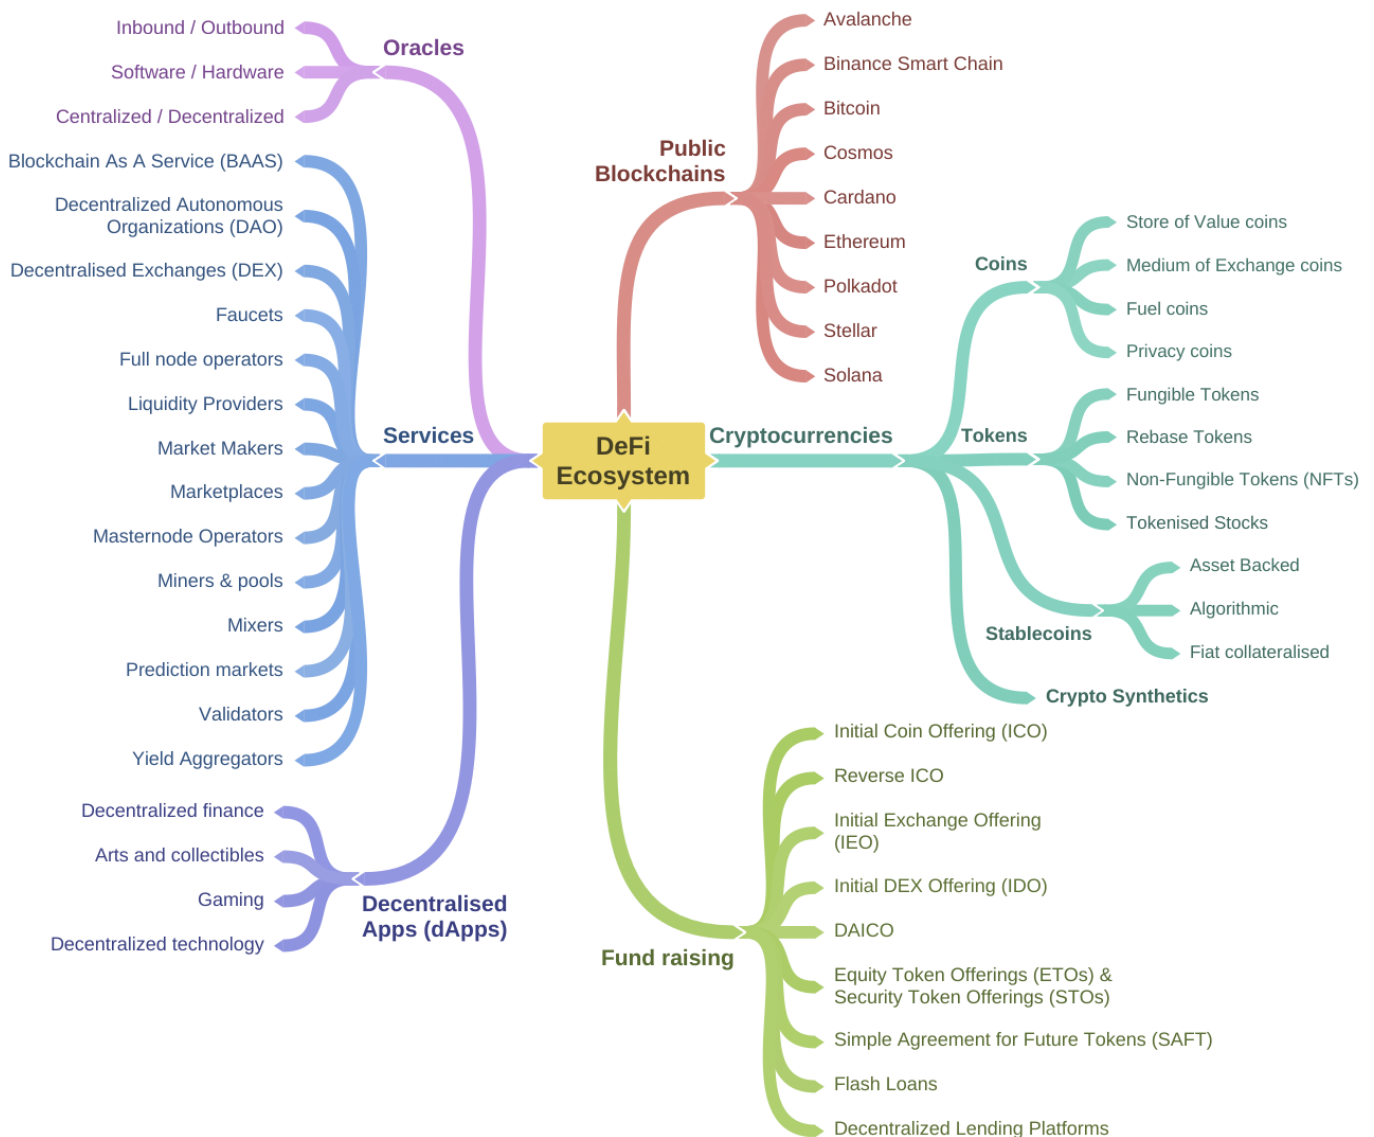 DeFi
Ecosystem
Oracles
Inbound / Outbound
Software / Hardware
Centralized / Decentralized
Services
Blockchain As A Service (BAAS)
Decentralized Autonomous
Organizations (DAO)
Decentralised Exchanges (DEX)
Faucets
Full node operators
Liquidity Providers
Market Makers
Marketplaces
Masternode Operators
Miners & pools
Mixers
Prediction markets
Validators
Yield Aggregators
Decentralised
Apps (dApps)
Decentralized finance
Arts and collectibles
Gaming
Decentralized technology
Public
Blockchains
Avalanche
Binance Smart Chain
Bitcoin
Cosmos
Cardano
Ethereum
Polkadot
Stellar
Solana
Cryptocurrencies
Coins
Store of Value coins
Medium of Exchange coins
Fuel coins
Privacy coins
Tokens
Fungible Tokens
Rebase Tokens
Non-Fungible Tokens (NFTs)
Tokenised Stocks
Stablecoins
Asset Backed
Algorithmic
Fiat collateralised
Crypto Synthetics
Fund raising
Initial Coin Offering (ICO)
Reverse ICO
Initial Exchange Offering
(IEO)
Initial DEX Offering (IDO)
DAICO
Equity Token Offerings (ETOs) &
Security Token Offerings (STOs)
Simple Agreement for Future Tokens (SAFT)
Flash Loans
Decentralized Lending Platforms